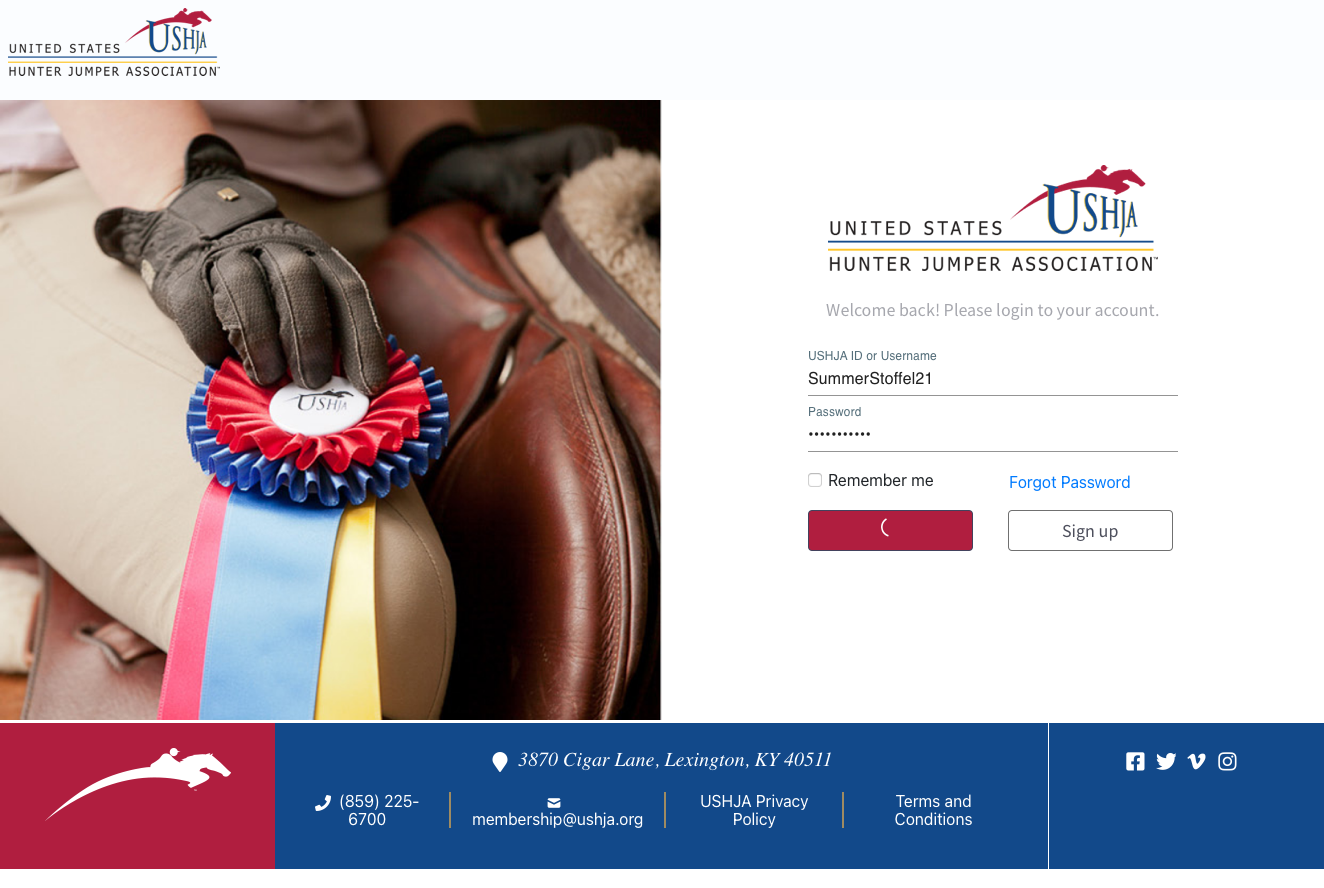 UNITED STATES USHJA
HUNTER JUMPER ASSOCIATION™
USHJA
UNITED STATES USHJA
HUNTER JUMPER ASSOCIATION™
Welcome back! Please login to your account.
USHJA ID or Username
SummerStoffel21
Password
•••••••••••
Remember me
Forgot Password
Sign up
3870 Cigar Lane, Lexington, KY 40511
(859) 225-
6700
membership@ushja.org
USHJA Privacy
Policy
Terms and
Conditions